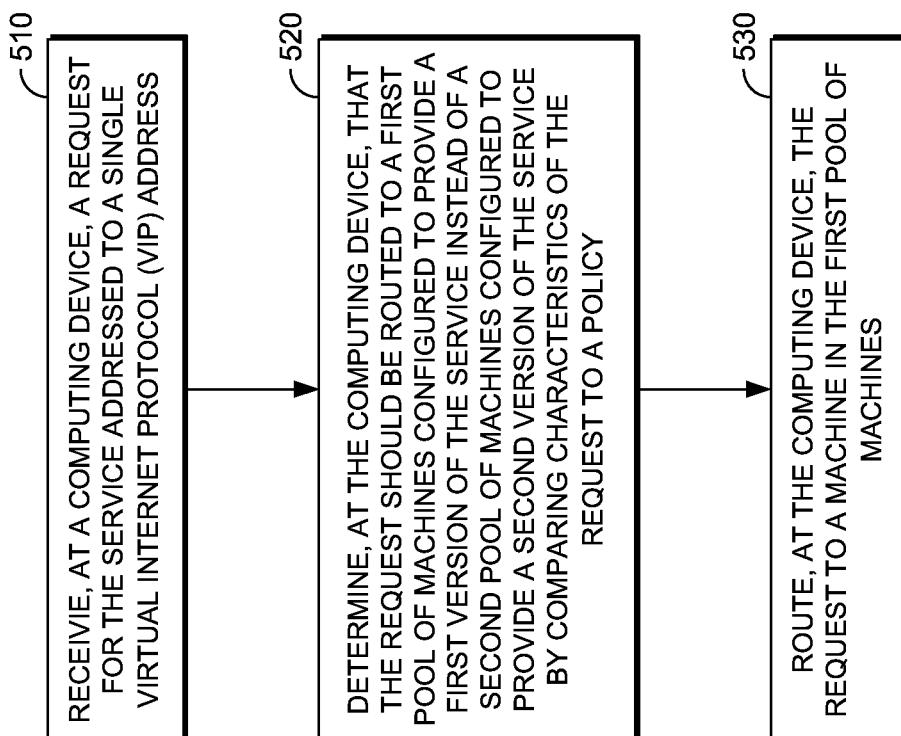 510
RECEIVIE, AT A COMPUTING DEVICE, A REQUEST
FOR THE SERVICE ADDRESSED TO A SINGLE
VIRTUAL INTERNET PROTOCOL (VIP) ADDRESS
520
DETERMINE, AT THE COMPUTING DEVICE, THAT
THE REQUEST SHOULD BE ROUTED TO A FIRST
POOL OF MACHINES CONFIGURED TO PROVIDE A
FIRST VERSION OF THE SERVICE INSTEAD OF A
SECOND POOL OF MACHINES CONFIGURED TO
PROVIDE A SECOND VERSION OF THE SERVICE
BY COMPARING CHARACTERISTICS OF THE
REQUEST TO A POLICY
530
ROUTE, AT THE COMPUTING DEVICE, THE
REQUEST TO A MACHINE IN THE FIRST POOL OF
MACHINES